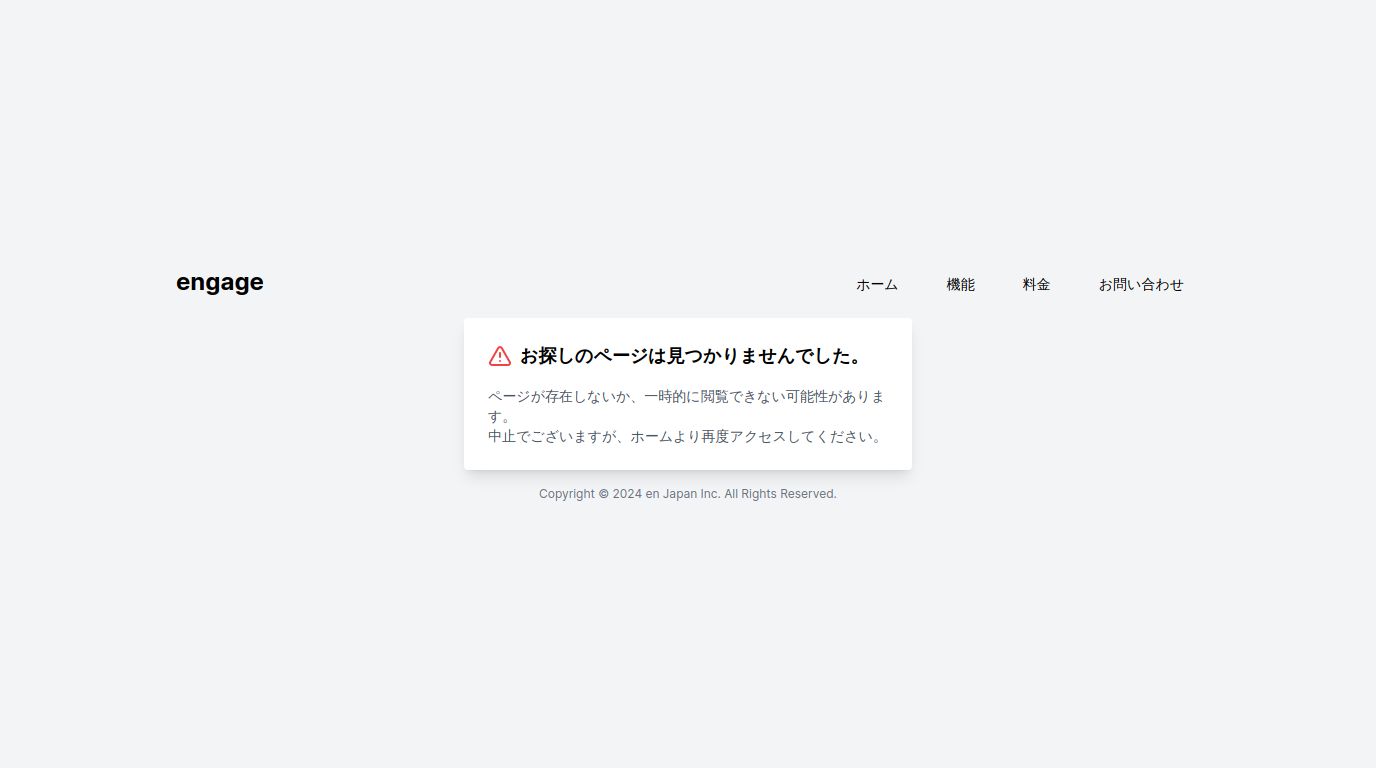 engage
ホーム 機能 料金 お問い合わせ
お探しのページは見つかりませんでした。
ページが存在しないか、一時的に閲覧できない可能性がありま
す。
中止でございますが、ホームより再度アクセスしてください。
Copyright © 2024 en Japan Inc. All Rights Reserved.